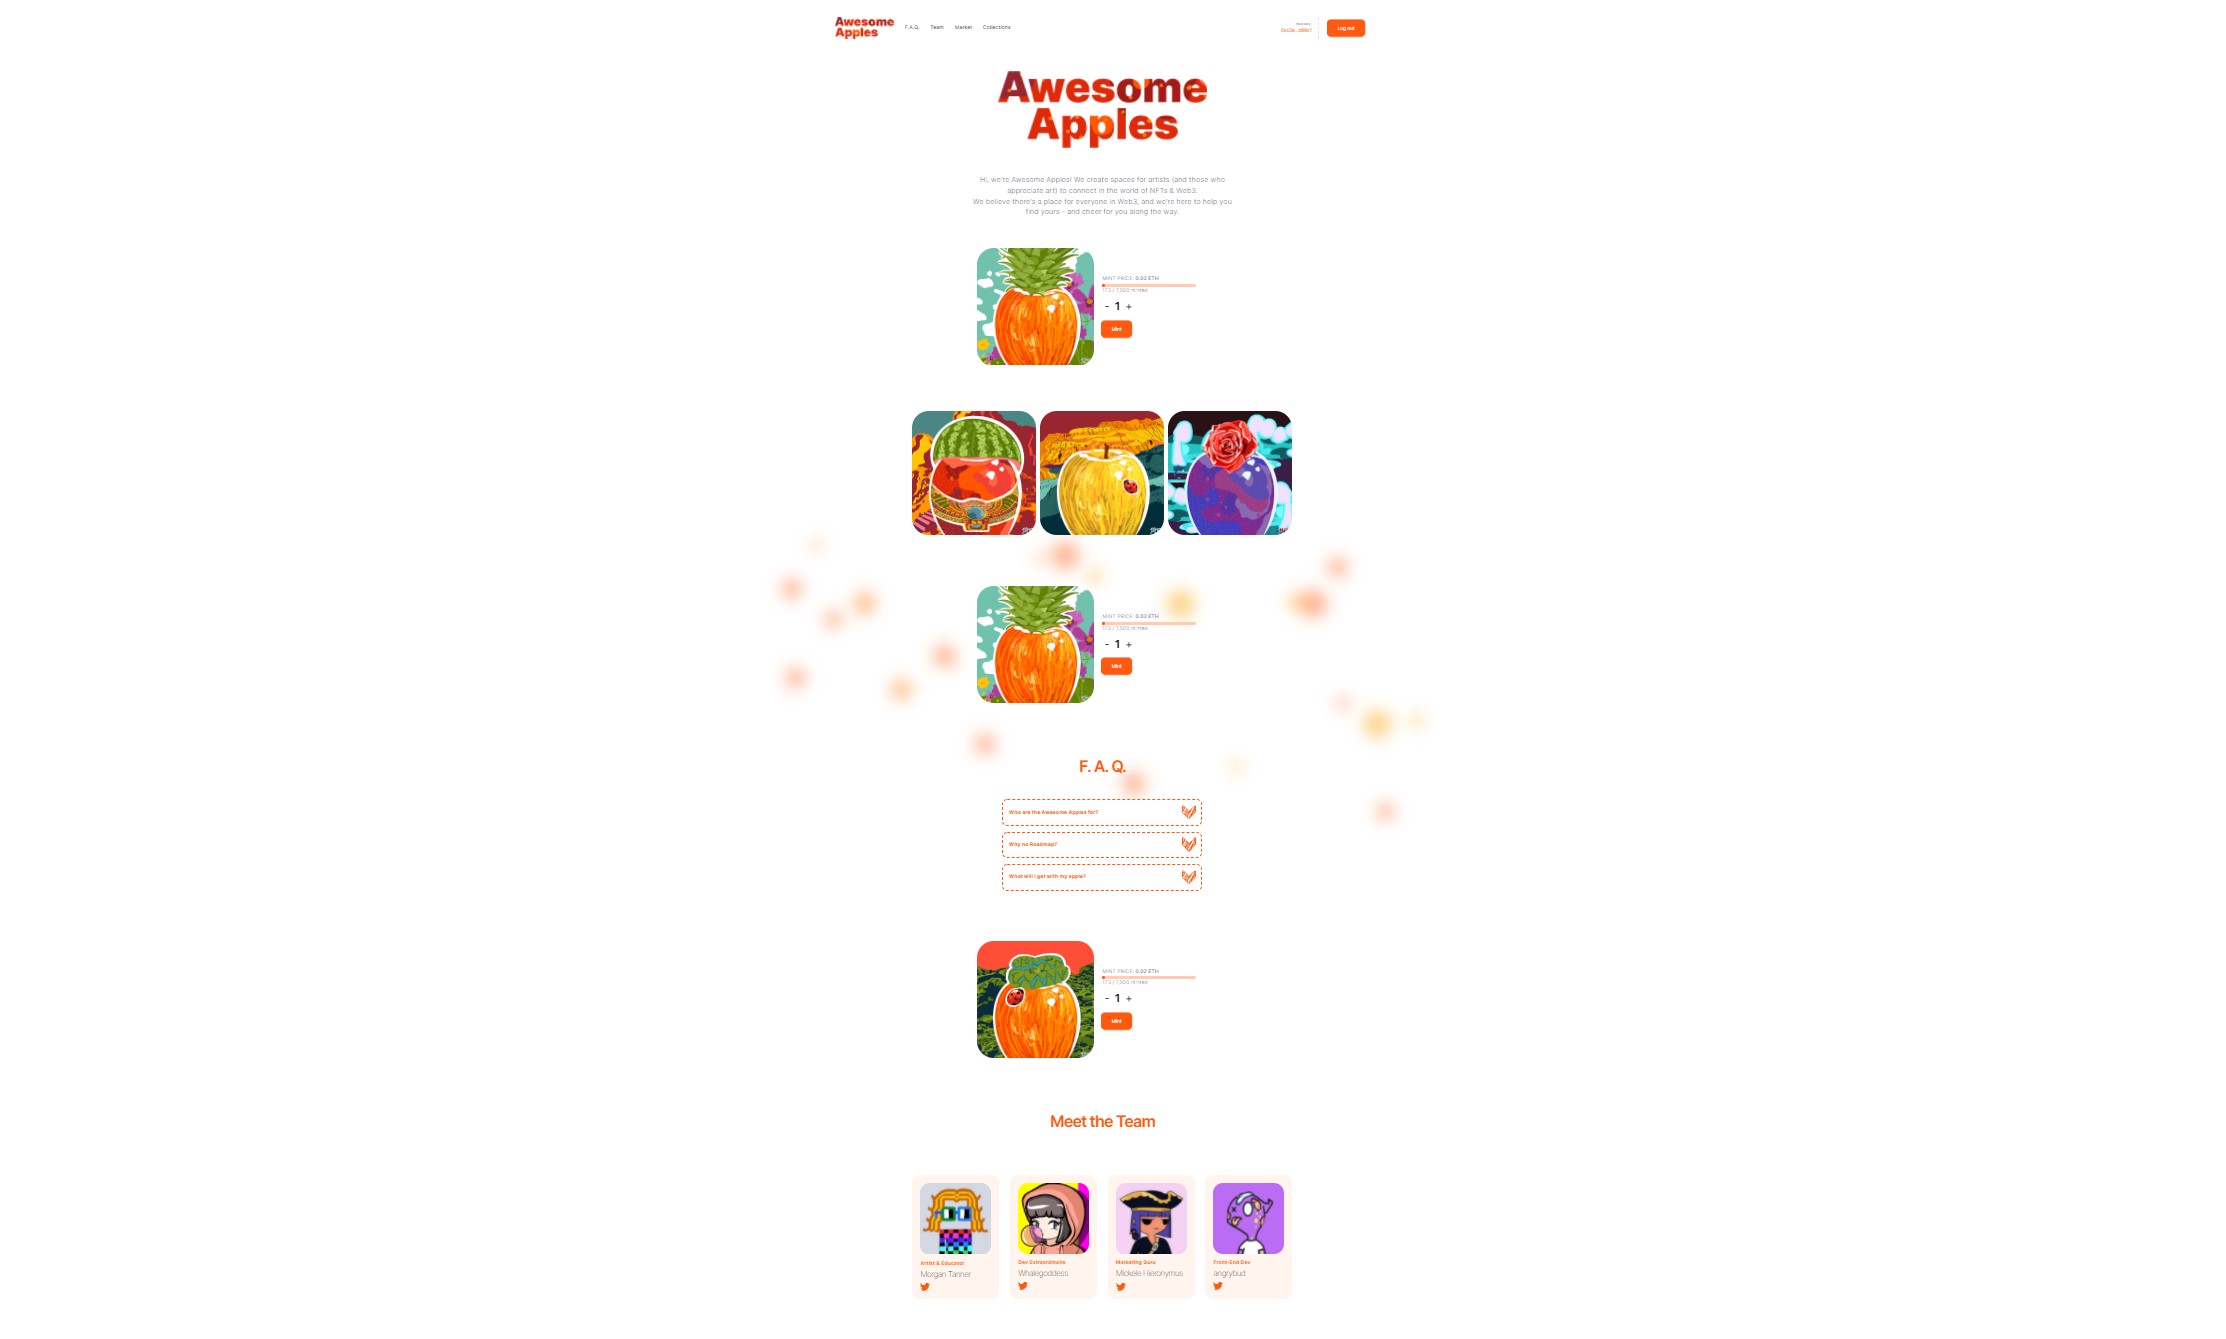 Awesome
Apples
F.A.Q.
Team
Market
Collections
Log out
Awesome
Apples
Hi, we're Awesome Apples! We create spaces for artists (and those who
appreciate art) to connect in the world of NFTs & Web3.
We believe there's a place for everyone in Web3, and we're here to help you
find yours - and cheer for you along the way.
MINT PRICE: 0.02 ETH
173 / 7,500 minted
- 1 +
Mint
MINT PRICE: 0.02 ETH
173 / 7,500 minted
- 1 +
Mint
F. A. Q.
Who are the Awesome Apples for?
Why no Roadmap?
What will I get with my apple?
MINT PRICE: 0.02 ETH
173 / 7,500 minted
- 1 +
Mint
Meet the Team
Artist & Educator
Morgan Tanner
Dev Extraordinaire
Whalegoddess
Marketing Guru
Mickele Hieronymus
Front-End Dev
angrybud